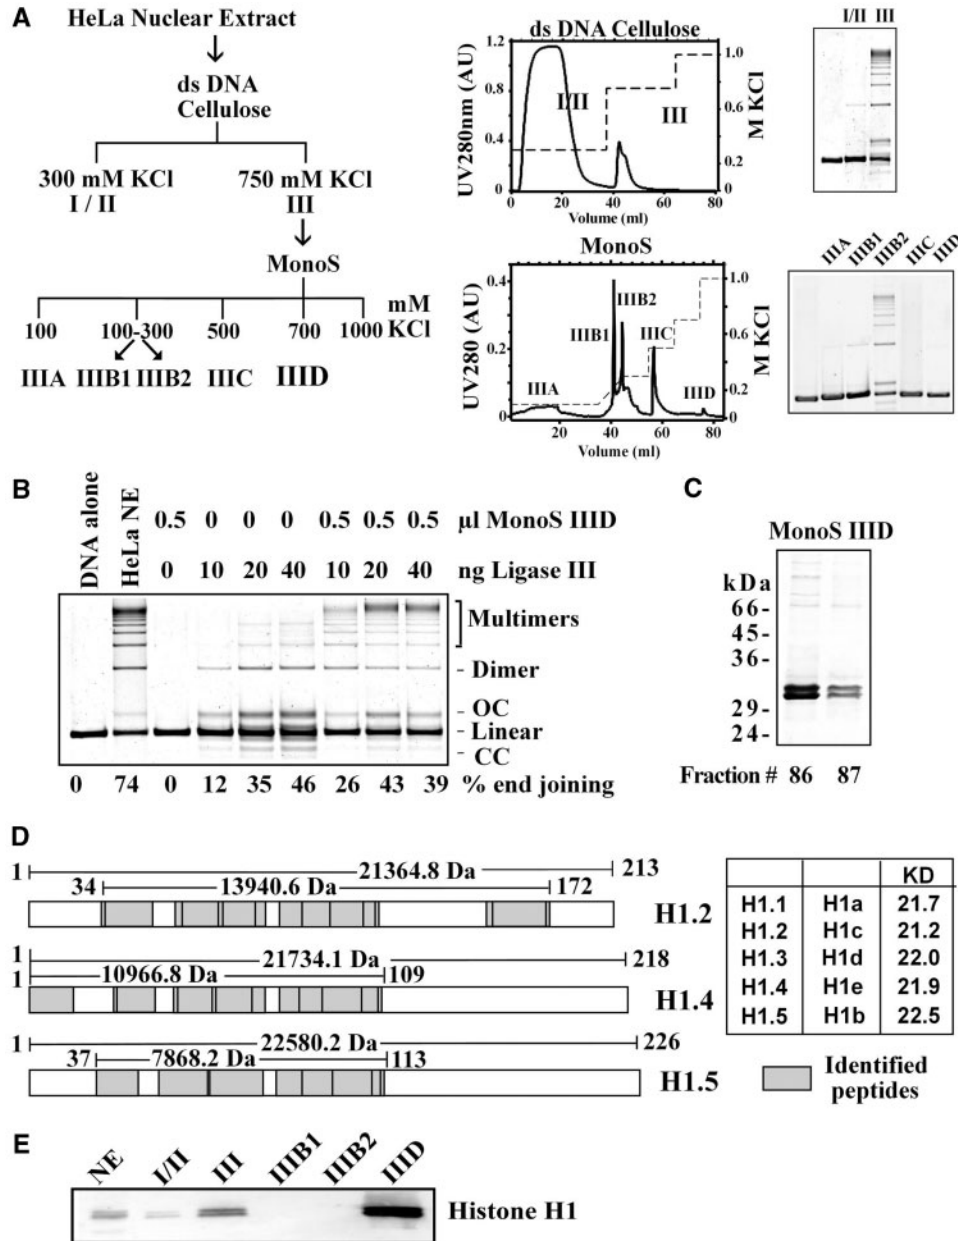 A
HeLa Nuclear Extract
ds DNA
Cellulose
300 mM KCl
I / II
750 mM KCl
III
MonoS
mM
KCl
100 100-300 500 700 1000
IIIA IIIB1 IIIB2 IIIC IIID
ds DNA Cellulose
UV280nm (AU)
1.2
0.8
0.4
0
I/II
III
1.0
0.6
0.3
0.2
0
M KCl
0 20 40 60 80
Volume (ml)
I/II III
MonoS
UV280 (AU)
0.4
0.2
0
IIIA
IIIB1
IIIB2
IIIC
IIID
1.0
0.6
0.4
0.2
0
M KCl
20 40 60 80
Volume (ml)
IIIA IIIB1 IIIB2 IIIC IIID
B
DNA alone
HeLa NE
0.5 0 0 0 0.5 0.5 0.5 µl MonoS IIID
0 10 20 40 10 20 40 ng Ligase III
Multimers
Dimer
OC
Linear
CC
0 74 0 12 35 46 26 43 39 % end joining
C
MonoS IIID
kDa
66-
45-
36-
29-
24-
Fraction # 86 87
D
1 21364.8 Da 213
34 13940.6 Da 172
H1.2
1 21734.1 Da 218
1 10966.8 Da 109
H1.4
1 22580.2 Da 226
37 7868.2 Da 113
H1.5
KD
H1.1 H1a 21.7
H1.2 H1c 21.2
H1.3 H1d 22.0
H1.4 H1e 21.9
H1.5 H1b 22.5
Identified
peptides
E
NE I/II III IIIB1 IIIB2 IIID
Histone H1